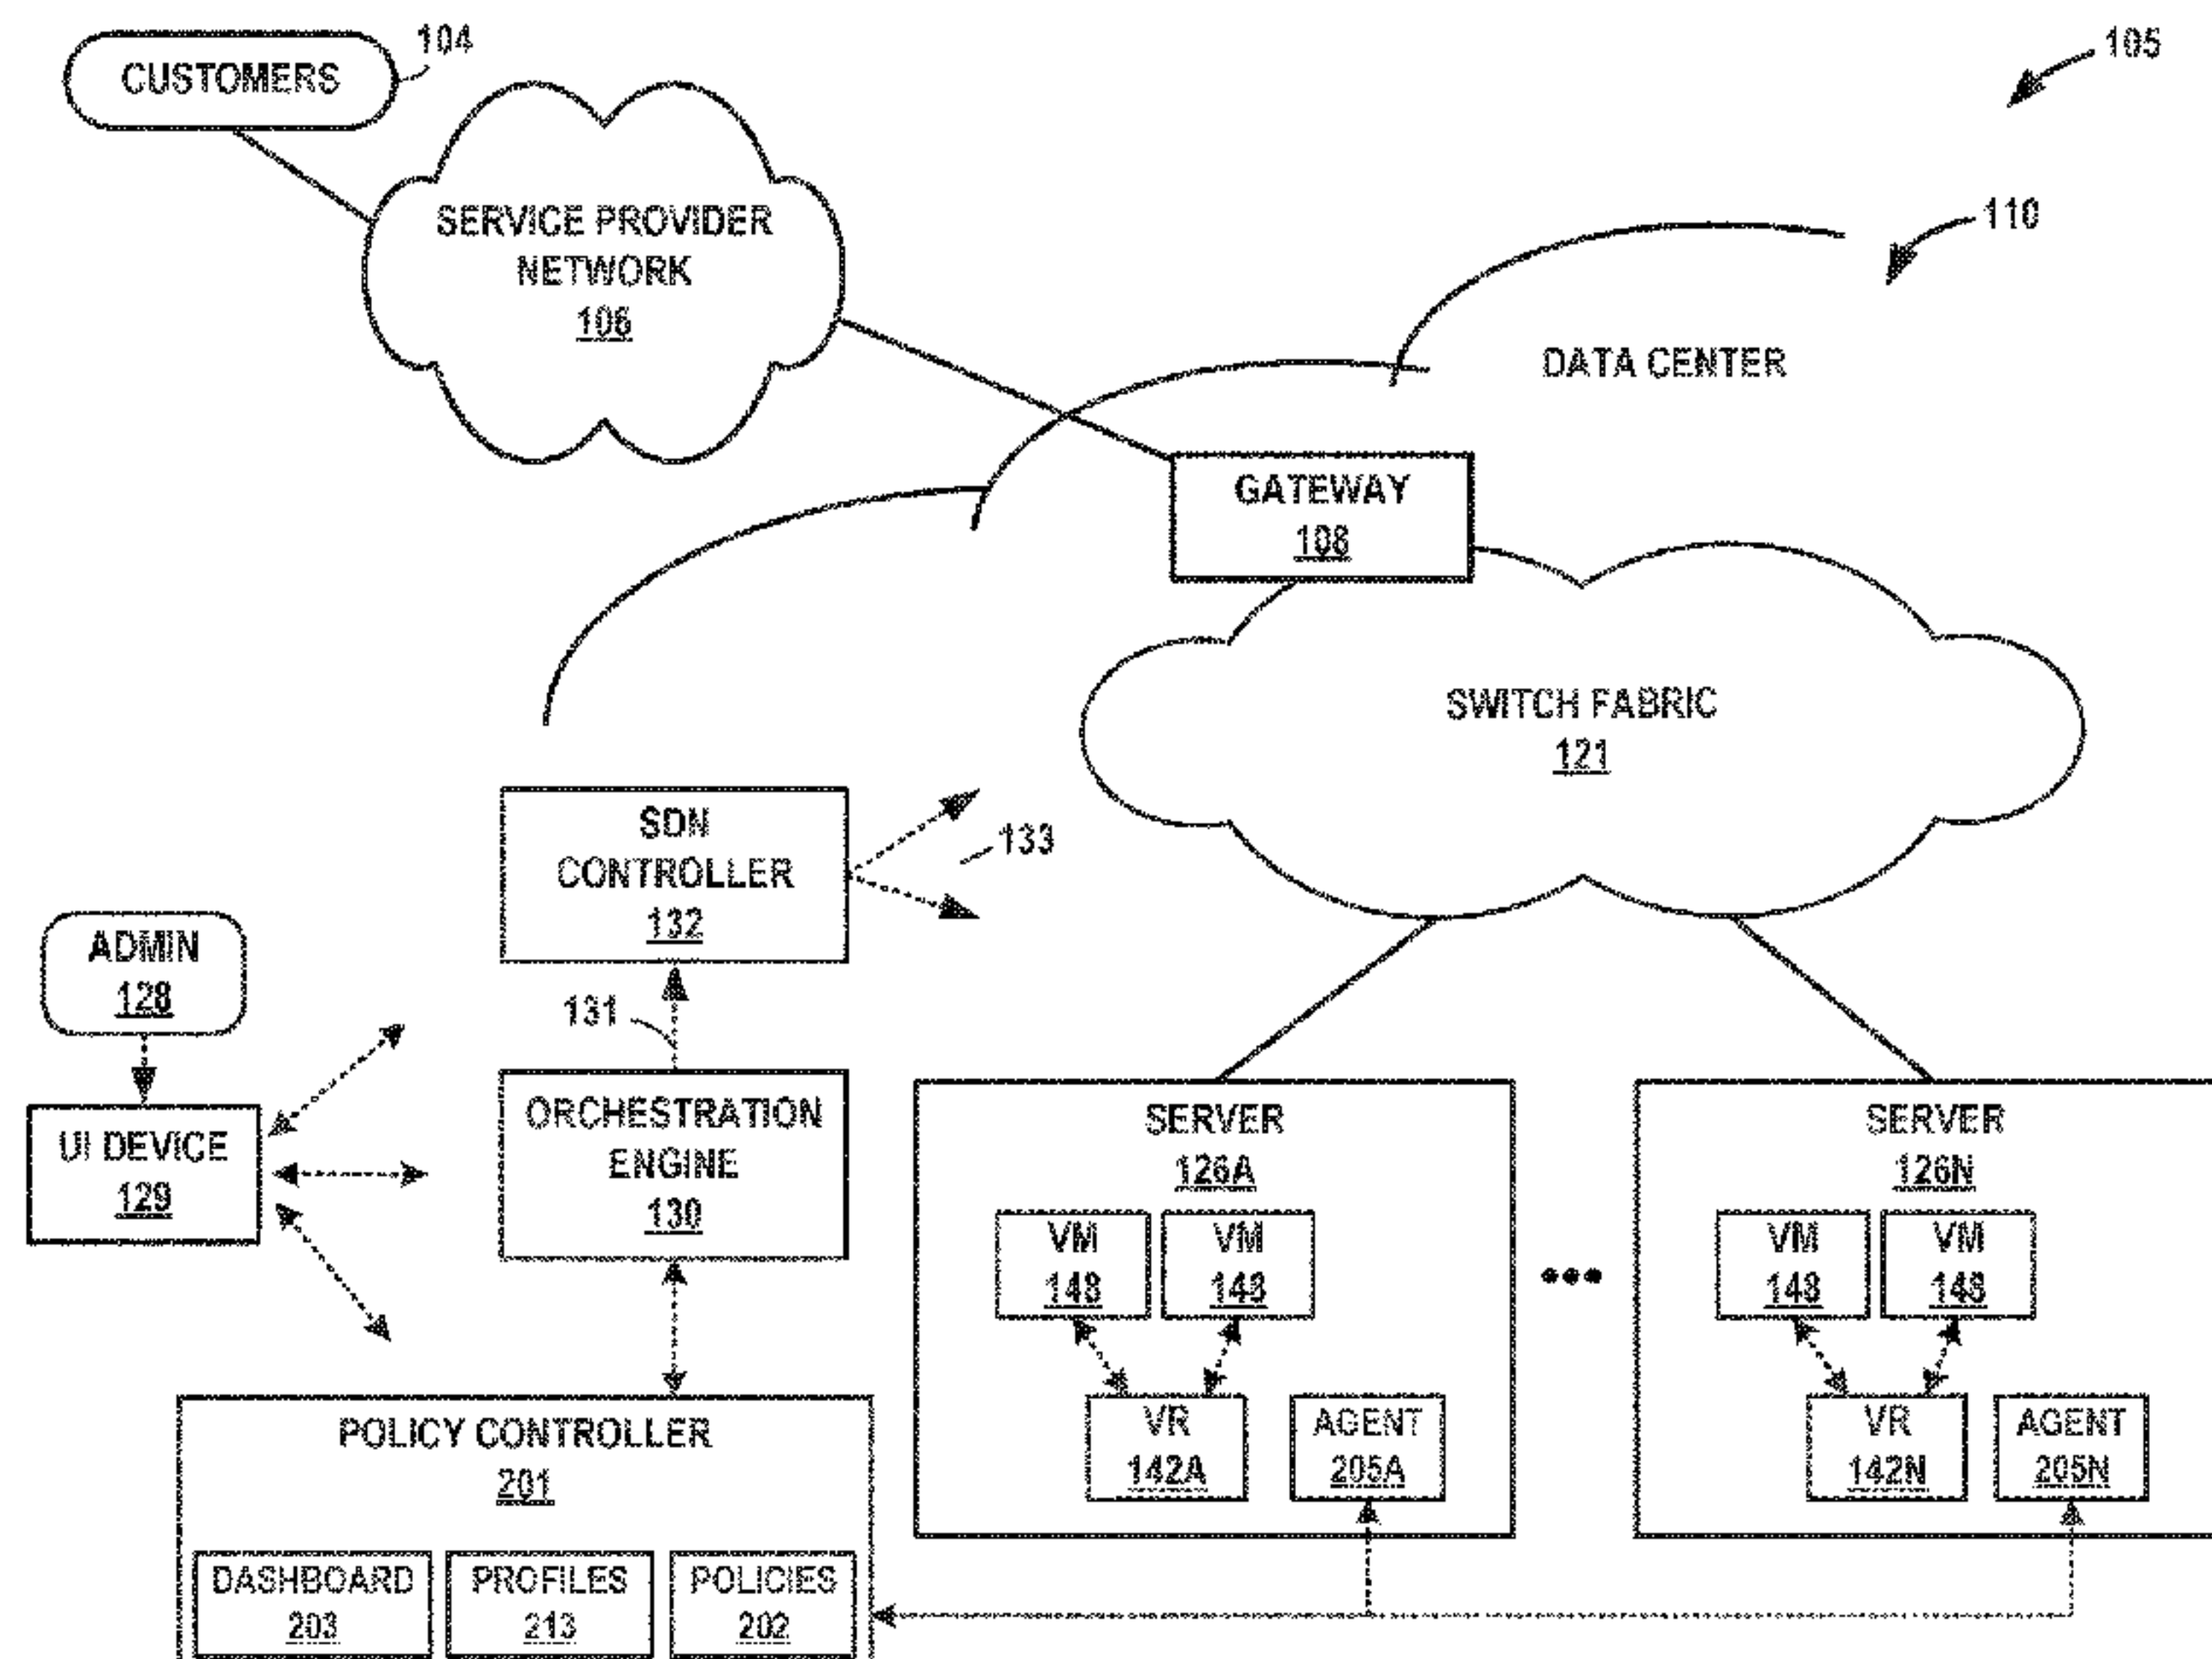 CUSTOMERS
104
105
SERVICE PROVIDER
NETWORK
106
110
DATA CENTER
GATEWAY
108
SWITCH FABRIC
121
SDN
CONTROLLER
132
133
ADMIN
128
131
UI DEVICE
129
ORCHESTRATION
ENGINE
130
SERVER
126A
VM
148
VM
148
VR
142A
AGENT
205A
SERVER
126N
VM
148
VM
148
VR
142N
AGENT
205N
POLICY CONTROLLER
201
DASHBOARD
203
PROFILES
213
POLICIES
202